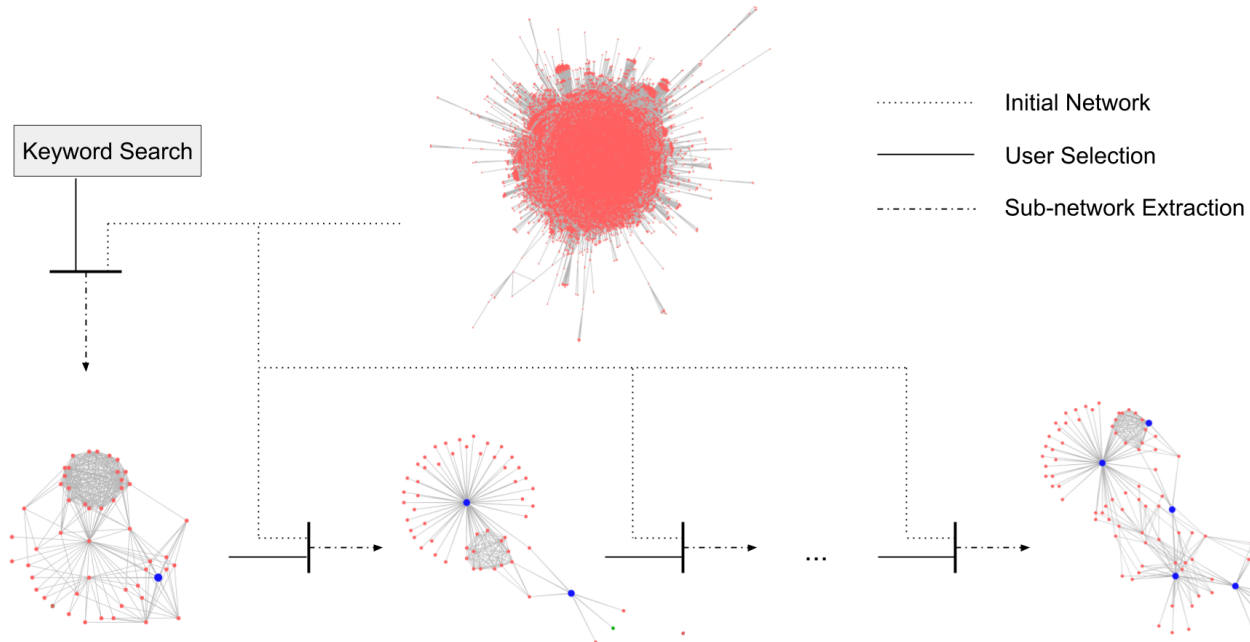 Keyword Search
Initial Network
User Selection
Sub-network Extraction
...